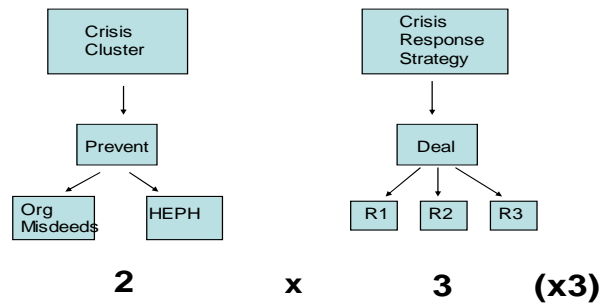 Crisis
Cluster
Crisis
Response
Strategy
Prevent
Deal
Org
Misdeeds
HEPH
R1
R2
R3
2 x 3 (x3)